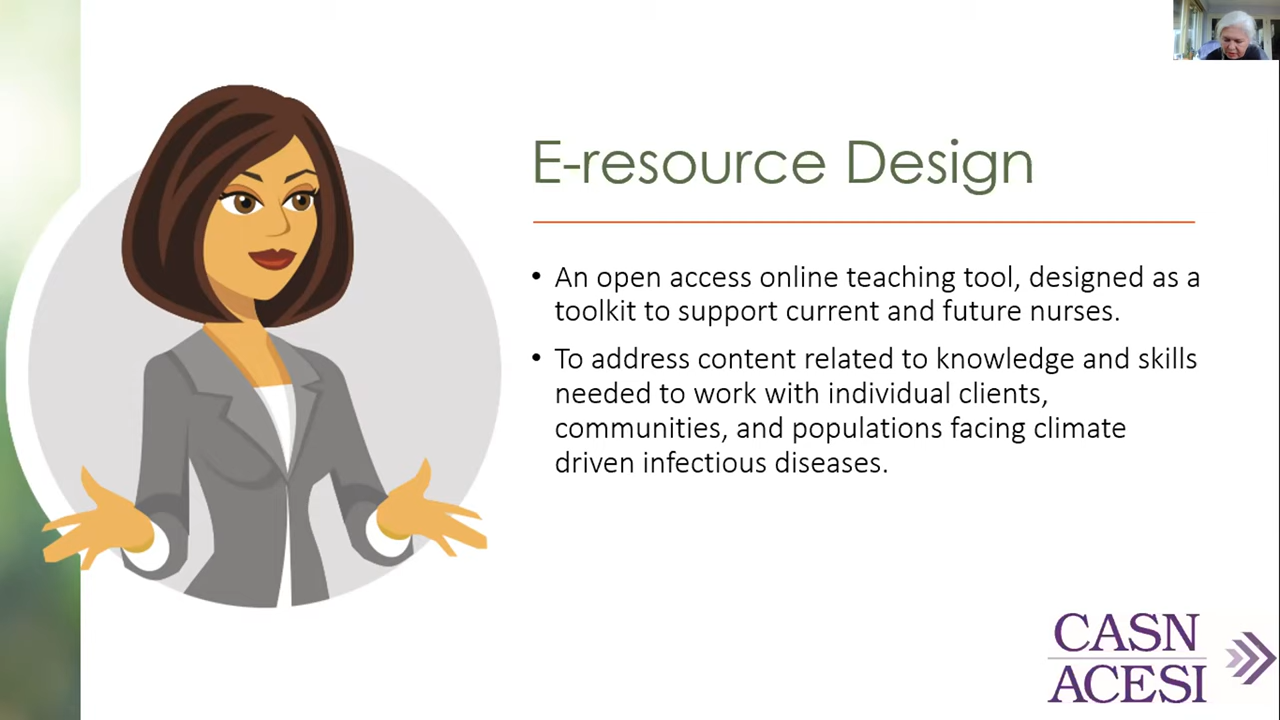 E-resource Design
• An open access online teaching tool, designed as a
toolkit to support current and future nurses.
• To address content related to knowledge and skills
needed to work with individual clients,
communities, and populations facing climate
driven infectious diseases.
CASN
ACESI